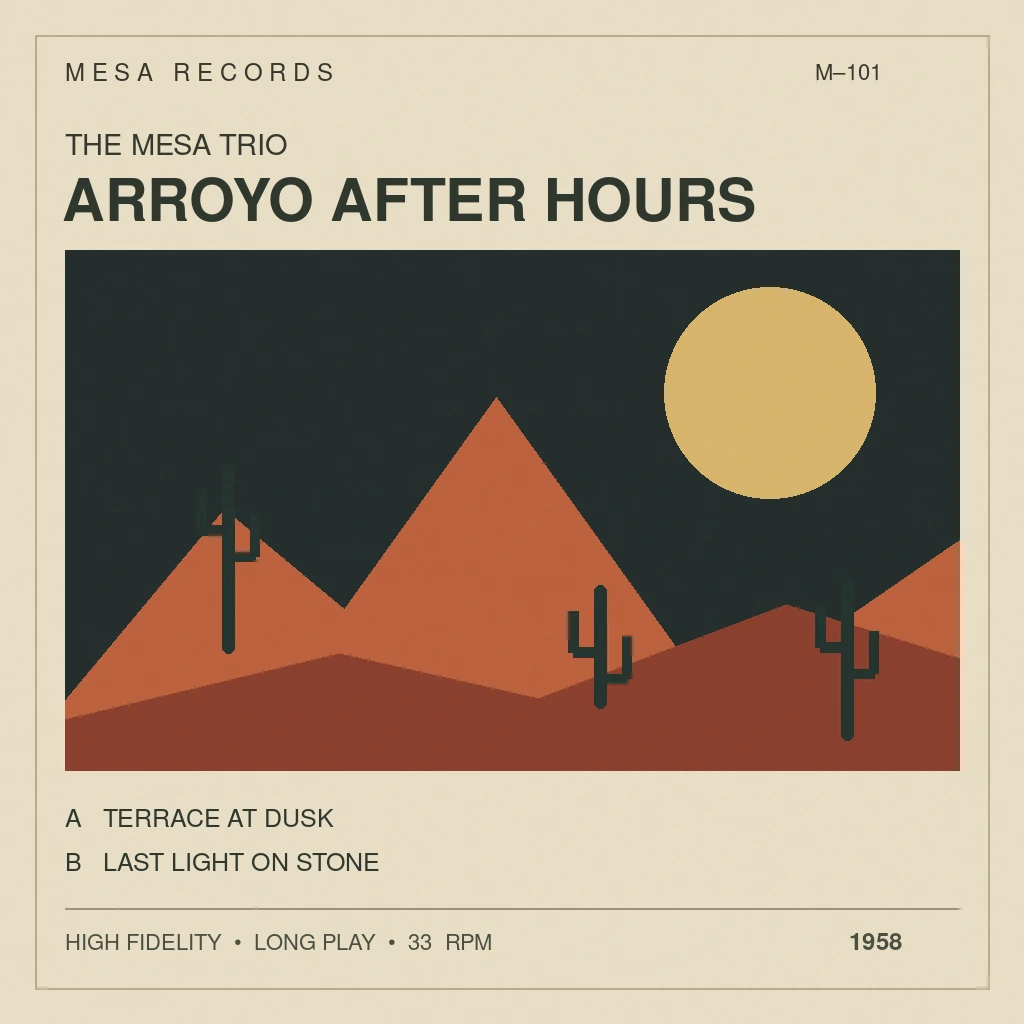 MESA RECORDS M–101
THE MESA TRIO
ARROYO AFTER HOURS
A TERRACE AT DUSK
B LAST LIGHT ON STONE
HIGH FIDELITY • LONG PLAY • 33 RPM 1958